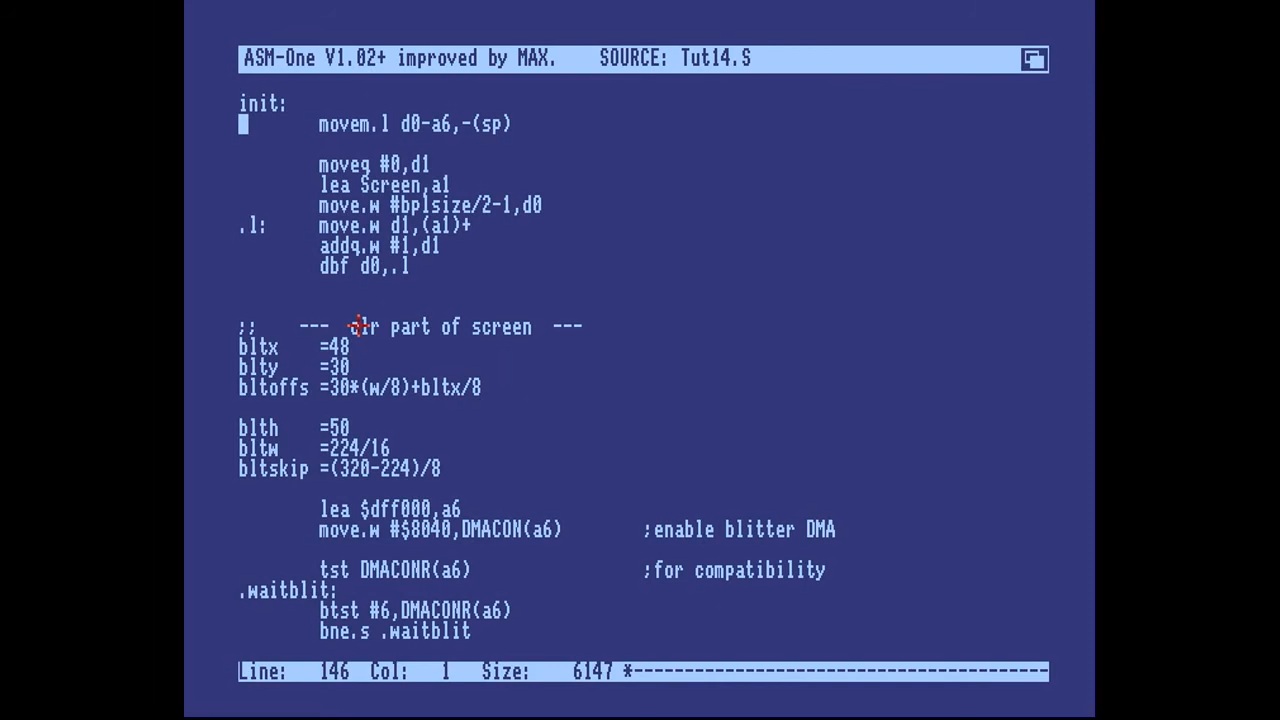 ASM-One V1.02+ improved by MAX.    SOURCE: Tut14.S
init:
        movem.l d0-a6,-(sp)
        moveq #0,d1
        lea Screen,a1
        move.w #bplsize/2-1,d0
.l:     move.w d1,(a1)+
        addq.w #1,d1
        dbf d0,.l
;;    ---  clr part of screen  ---
bltx    =48
blty    =30
bltoffs =30*(w/8)+bltx/8
blth    =50
bltw    =224/16
bltskip =(320-224)/8
        lea $dff000,a6
        move.w #$8040,DMACON(a6)        ;enable blitter DMA
        tst DMACONR(a6)                 ;for compatibility
.waitblit:
        btst #6,DMACONR(a6)
        bne.s .waitblit
Line:   146  Col:   1   Size:    6147 *-----------------------------------------